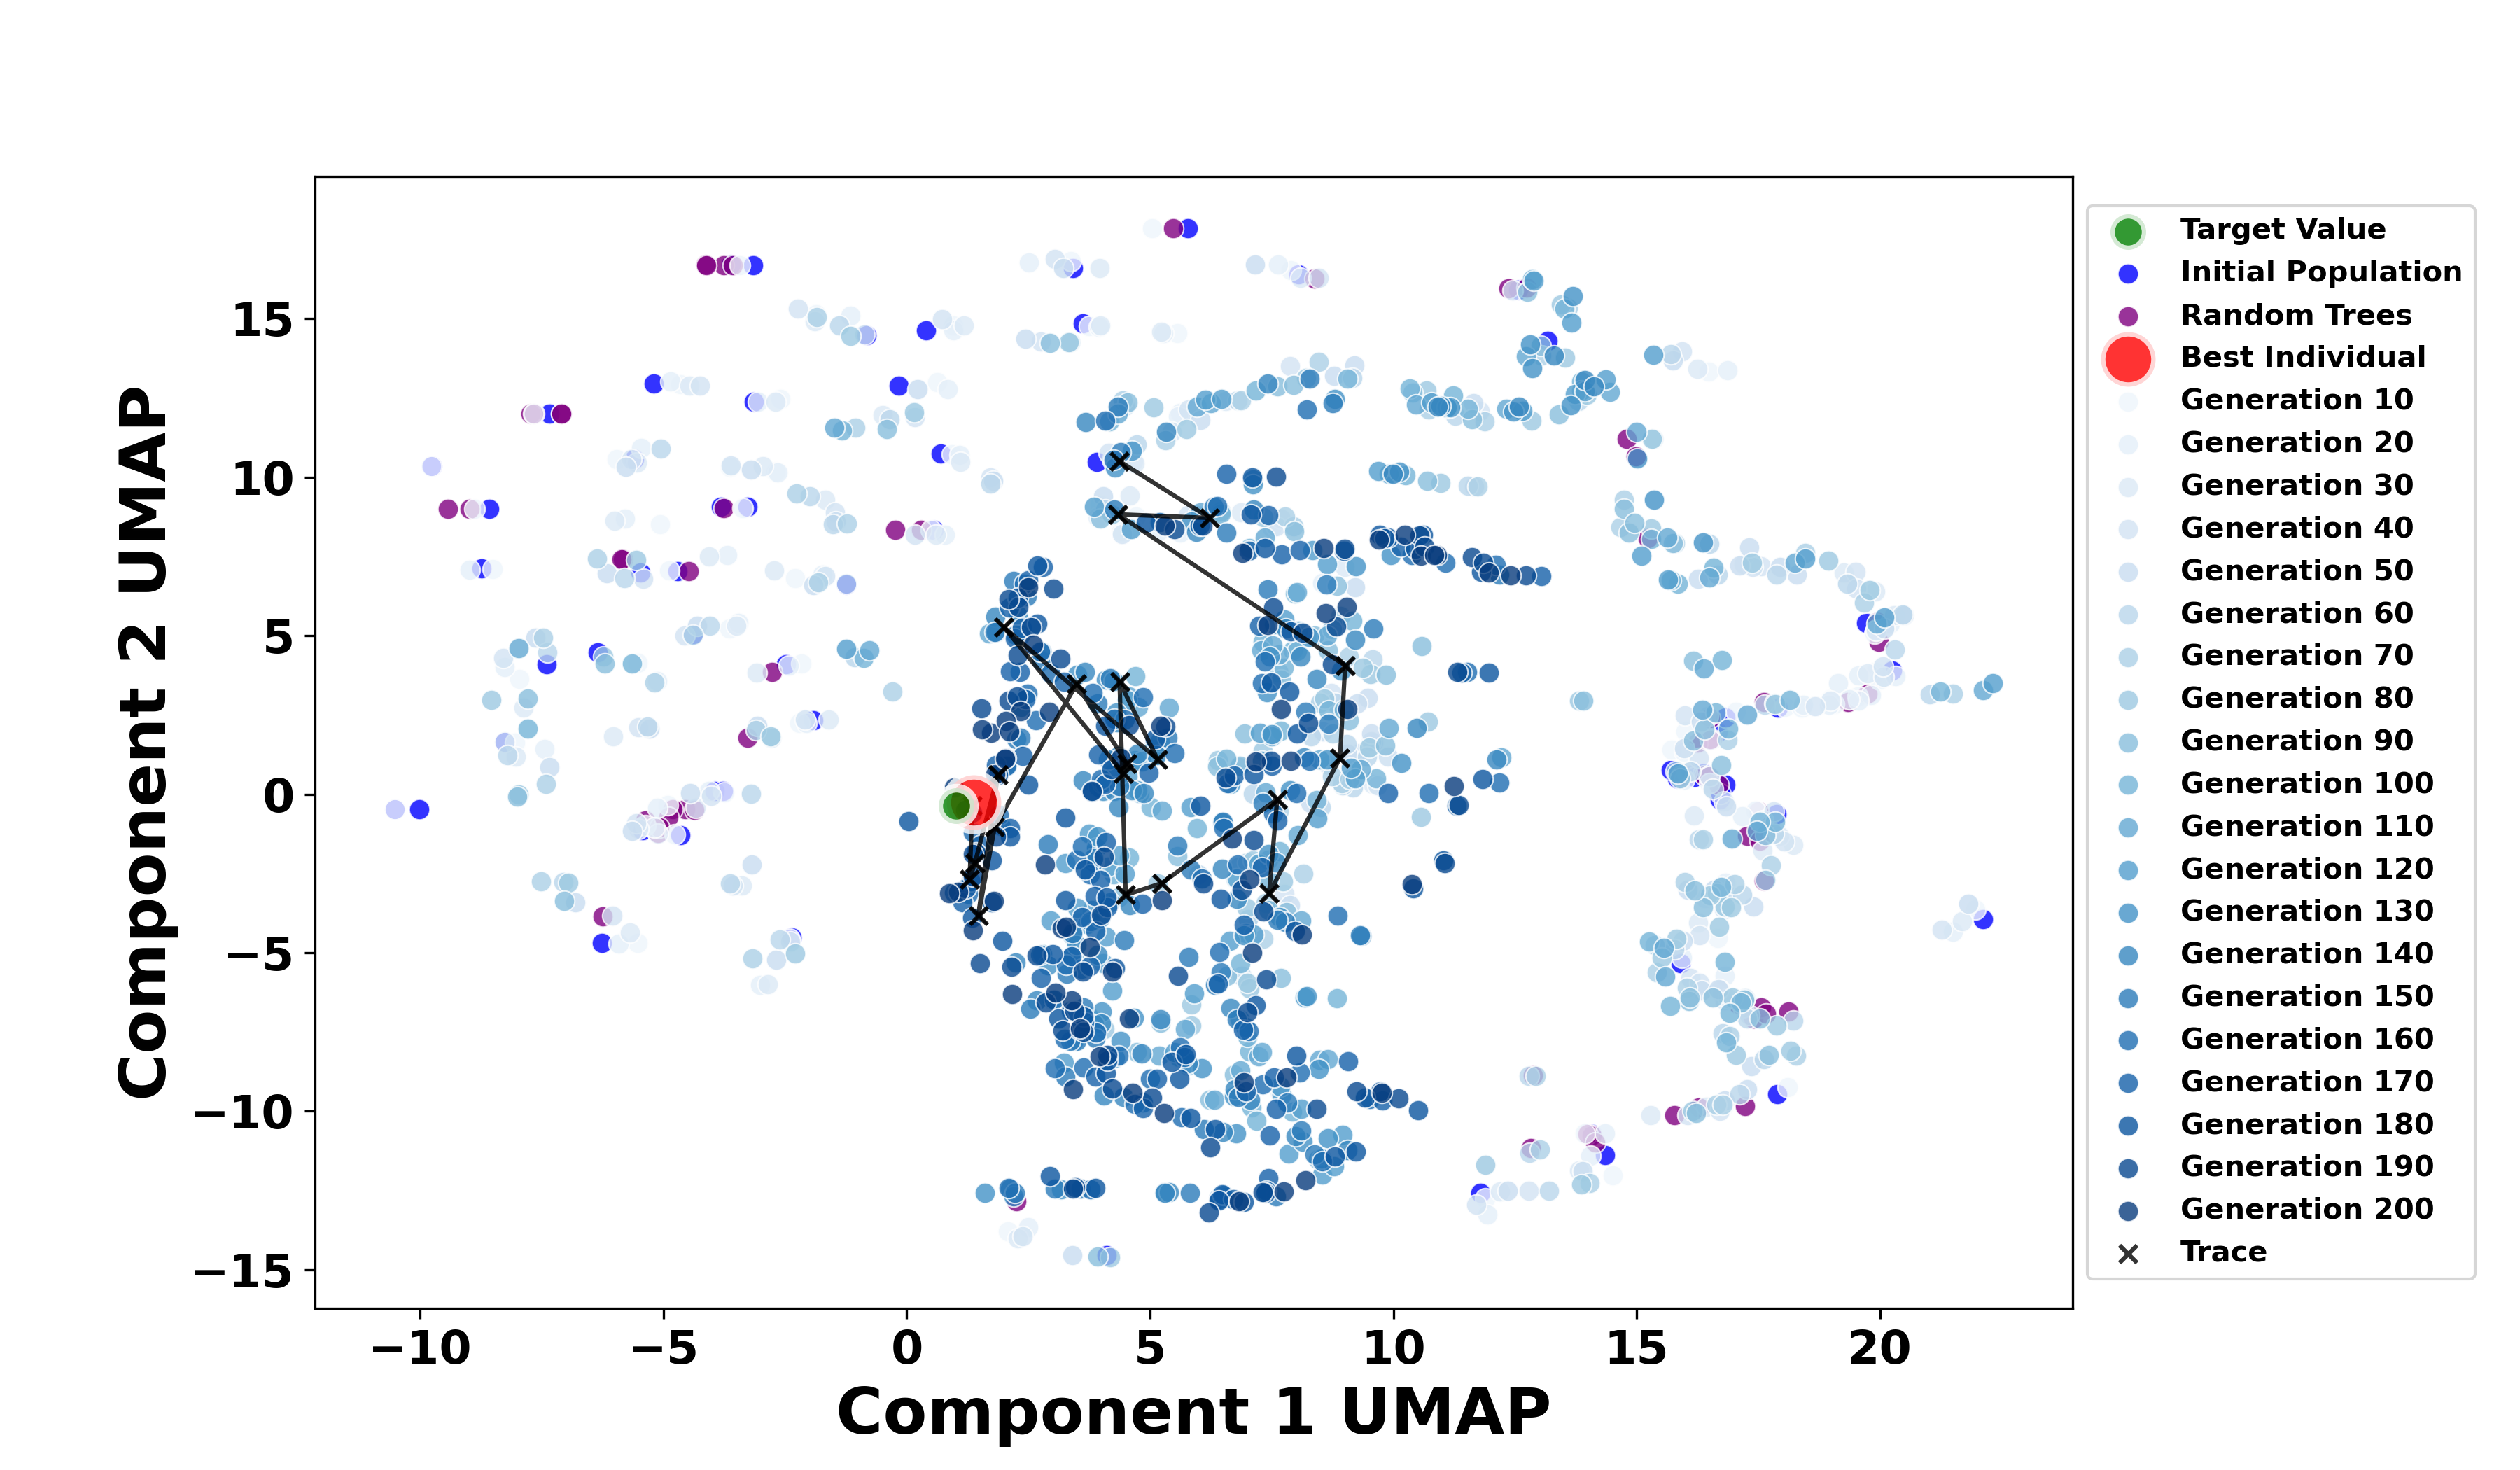 Component 2 UMAP
15
10
5
0
−5
−10
−15
−10
−5
0
5
10
15
20
Component 1 UMAP
Target Value
Initial Population
Random Trees
Best Individual
Generation 10
Generation 20
Generation 30
Generation 40
Generation 50
Generation 60
Generation 70
Generation 80
Generation 90
Generation 100
Generation 110
Generation 120
Generation 130
Generation 140
Generation 150
Generation 160
Generation 170
Generation 180
Generation 190
Generation 200
Trace